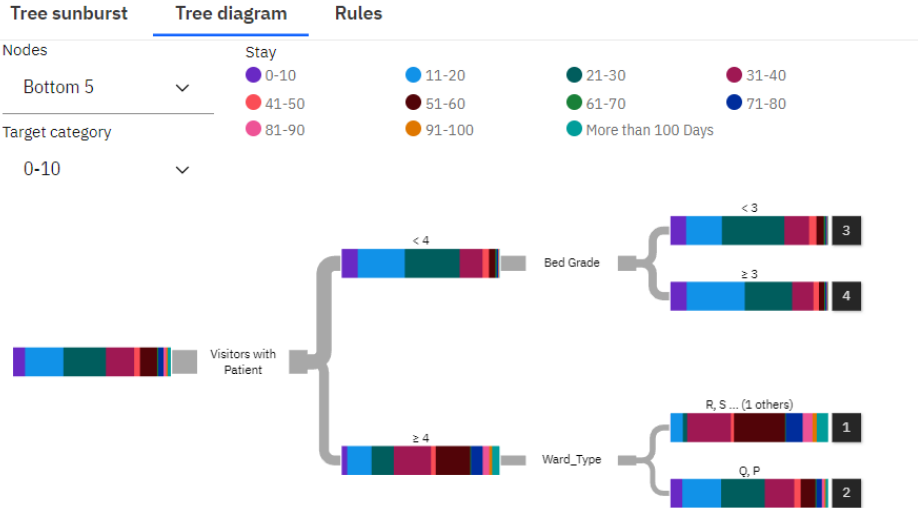 Tree sunburst Tree diagram Rules
Nodes
Bottom 5
Target category
0-10
Stay
0-10 11-20 21-30 31-40
41-50 51-60 61-70 71-80
81-90 91-100 More than 100 Days
< 3
3
< 4
Bed Grade
≥ 3
4
Visitors with
Patient
R, S ... (1 others)
1
≥ 4
Ward_Type
Q, P
2